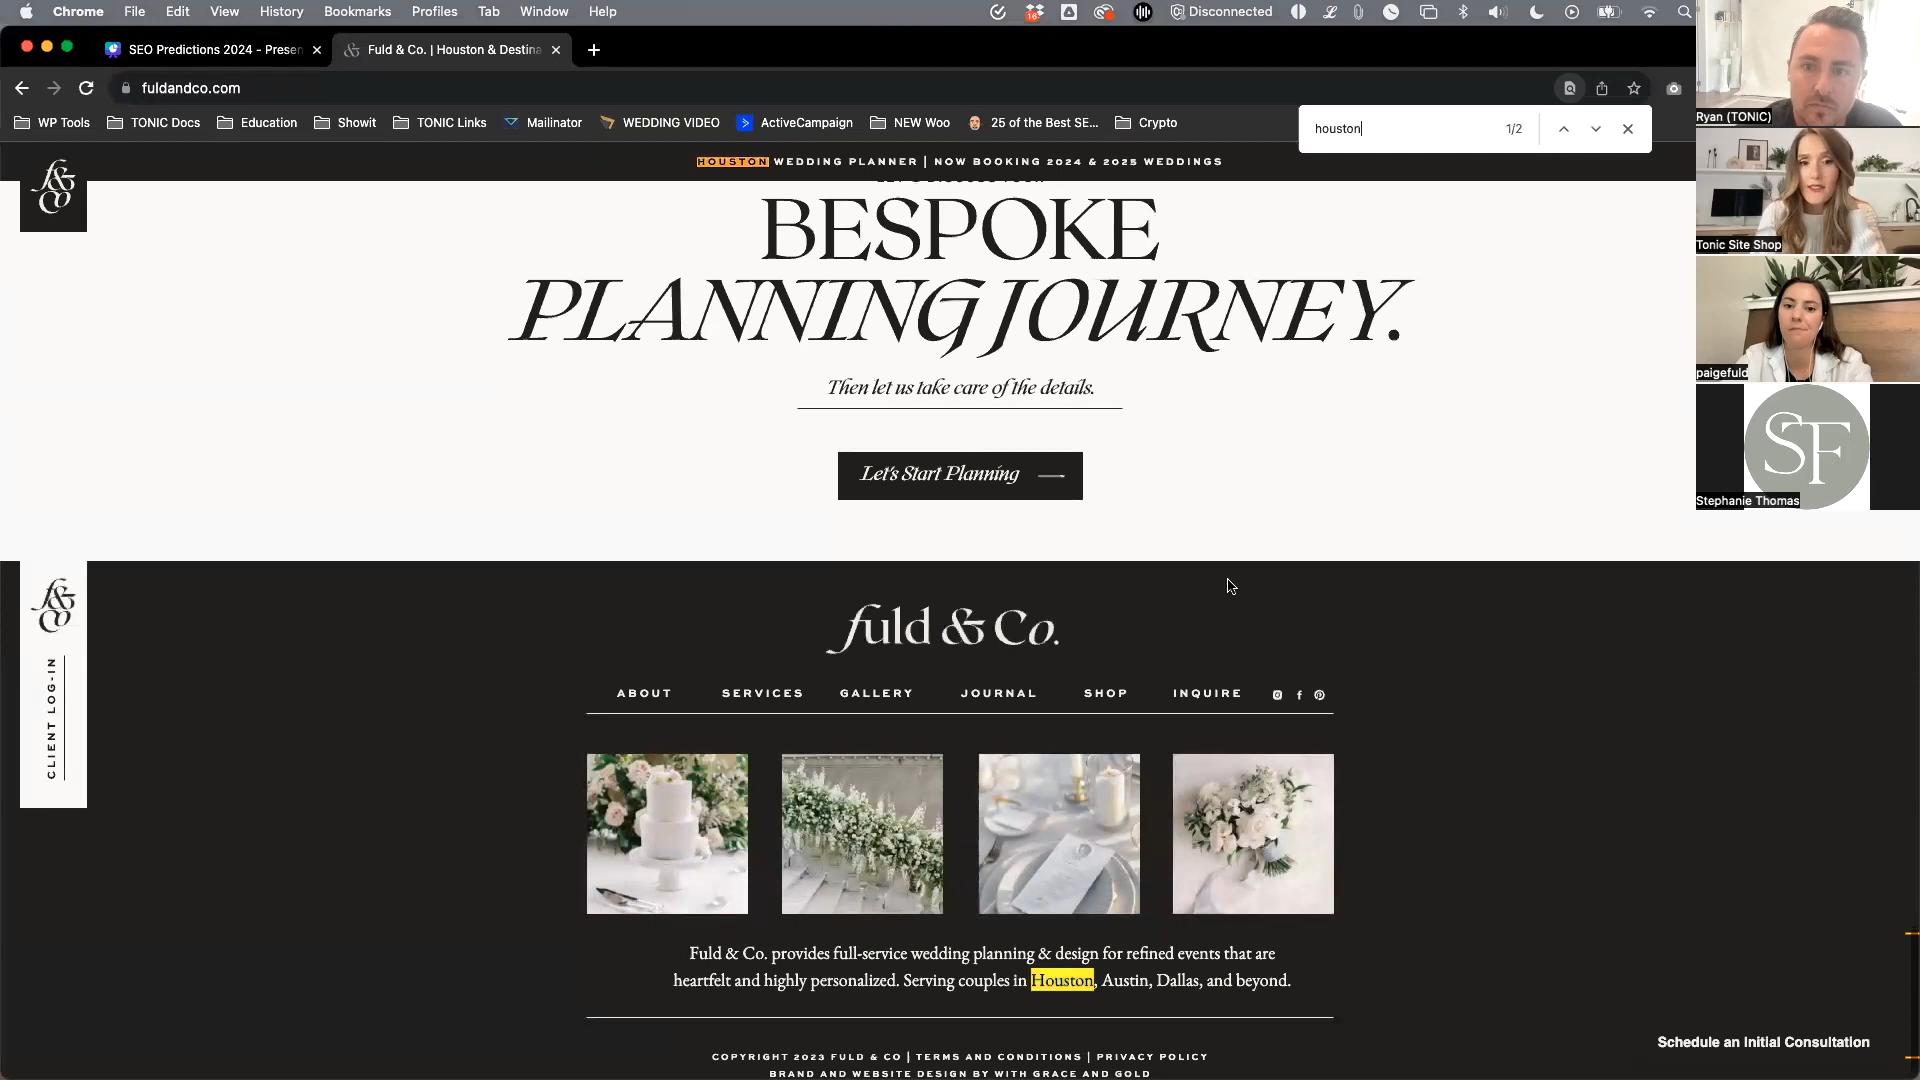 Chrome File Edit View History Bookmarks Profiles Tab Window Help
16 Disconnected
SEO Predictions 2024 - Presen
Fuld & Co. | Houston & Destina
fuldandco.com
WP Tools TONIC Docs Education Showit TONIC Links Mailinator WEDDING VIDEO ActiveCampaign NEW Woo 25 of the Best SE... Crypto
houston 1/2
Ryan (TONIC)
Tonic Site Shop
paigefuld
SF
Stephanie Thomas
f&
Co
HOUSTON WEDDING PLANNER | NOW BOOKING 2024 & 2025 WEDDINGS
BESPOKE
PLANNING JOURNEY.
Then let us take care of the details.
Let's Start Planning
f&
Co
CLIENT LOG-IN
fuld & Co.
ABOUT SERVICES GALLERY JOURNAL SHOP INQUIRE
Fuld & Co. provides full-service wedding planning & design for refined events that are
heartfelt and highly personalized. Serving couples in Houston, Austin, Dallas, and beyond.
COPYRIGHT 2023 FULD & CO | TERMS AND CONDITIONS | PRIVACY POLICY
BRAND AND WEBSITE DESIGN BY WITH GRACE AND GOLD
Schedule an Initial Consultation